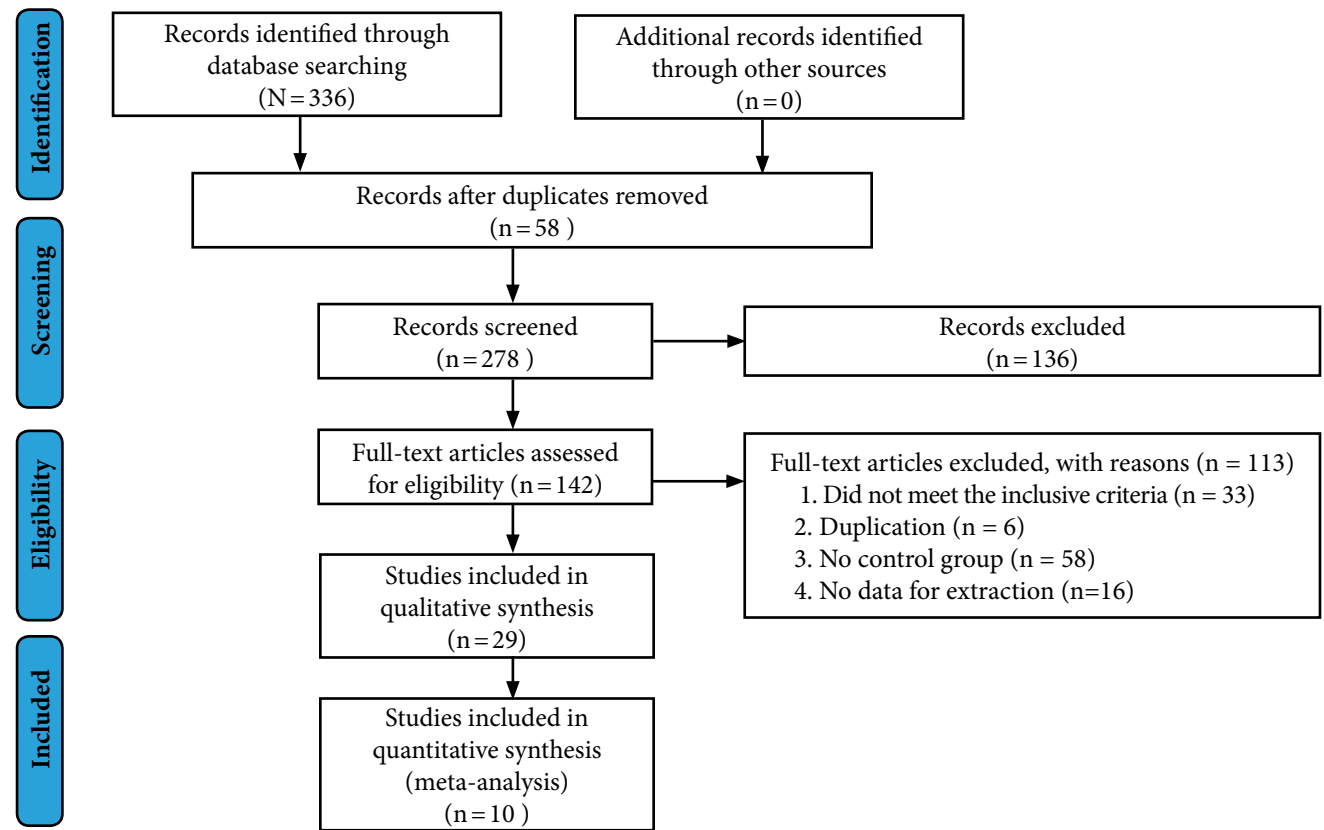 Identification
Records identified through
database searching
(N = 336)
Additional records identified
through other sources
(n = 0)
Records after duplicates removed
(n = 58 )
Screening
Records screened
(n = 278 )
Records excluded
(n = 136)
Eligibility
Full-text articles assessed
for eligibility (n = 142)
Full-text articles excluded, with reasons (n = 113)
1. Did not meet the inclusive criteria (n = 33)
2. Duplication (n = 6)
3. No control group (n = 58)
4. No data for extraction (n=16)
Studies included in
qualitative synthesis
(n = 29)
Included
Studies included in
quantitative synthesis
(meta-analysis)
(n = 10 )